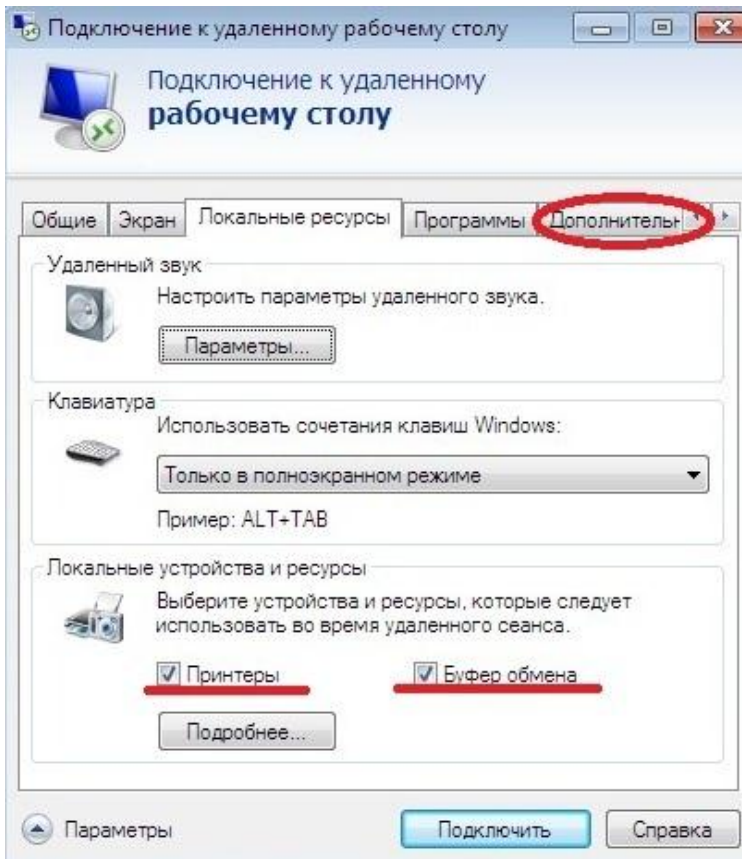 Подключение к удаленному рабочему столу
Подключение к удаленному
рабочему столу
Общие Экран Локальные ресурсы Программы Дополнительн
Удаленный звук
Настроить параметры удаленного звука.
Параметры...
Клавиатура
Использовать сочетания клавиш Windows:
Только в полноэкранном режиме
Пример: ALT+TAB
Локальные устройства и ресурсы
Выберите устройства и ресурсы, которые следует
использовать во время удаленного сеанса.
Принтеры Буфер обмена
Подробнее...
Параметры Подключить Справка